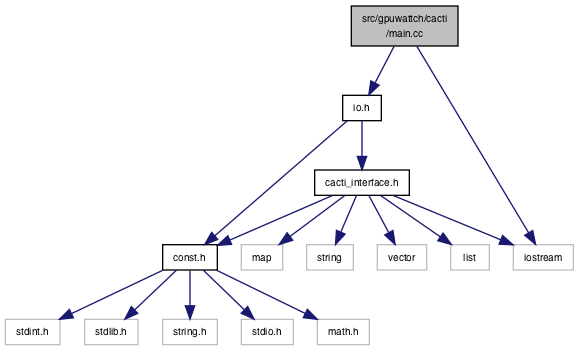 src/gpuwattch/cacti
/main.cc
io.h
cacti_interface.h
const.h
map
string
vector
list
iostream
stdint.h
stdlib.h
string.h
stdio.h
math.h